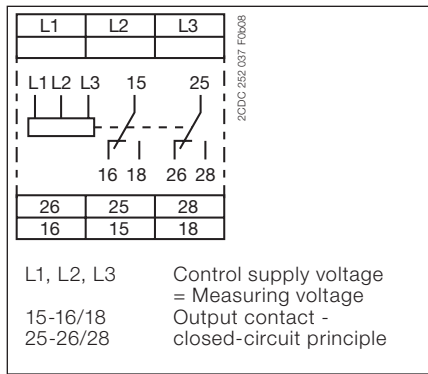 L1 L2 L3
2CDC 252 037 F0b08
L1 L2 L3 15 25
16 18 26 28
26 25 28
16 15 18
L1, L2, L3 Control supply voltage
= Measuring voltage
15-16/18 Output contact -
25-26/28 closed-circuit principle